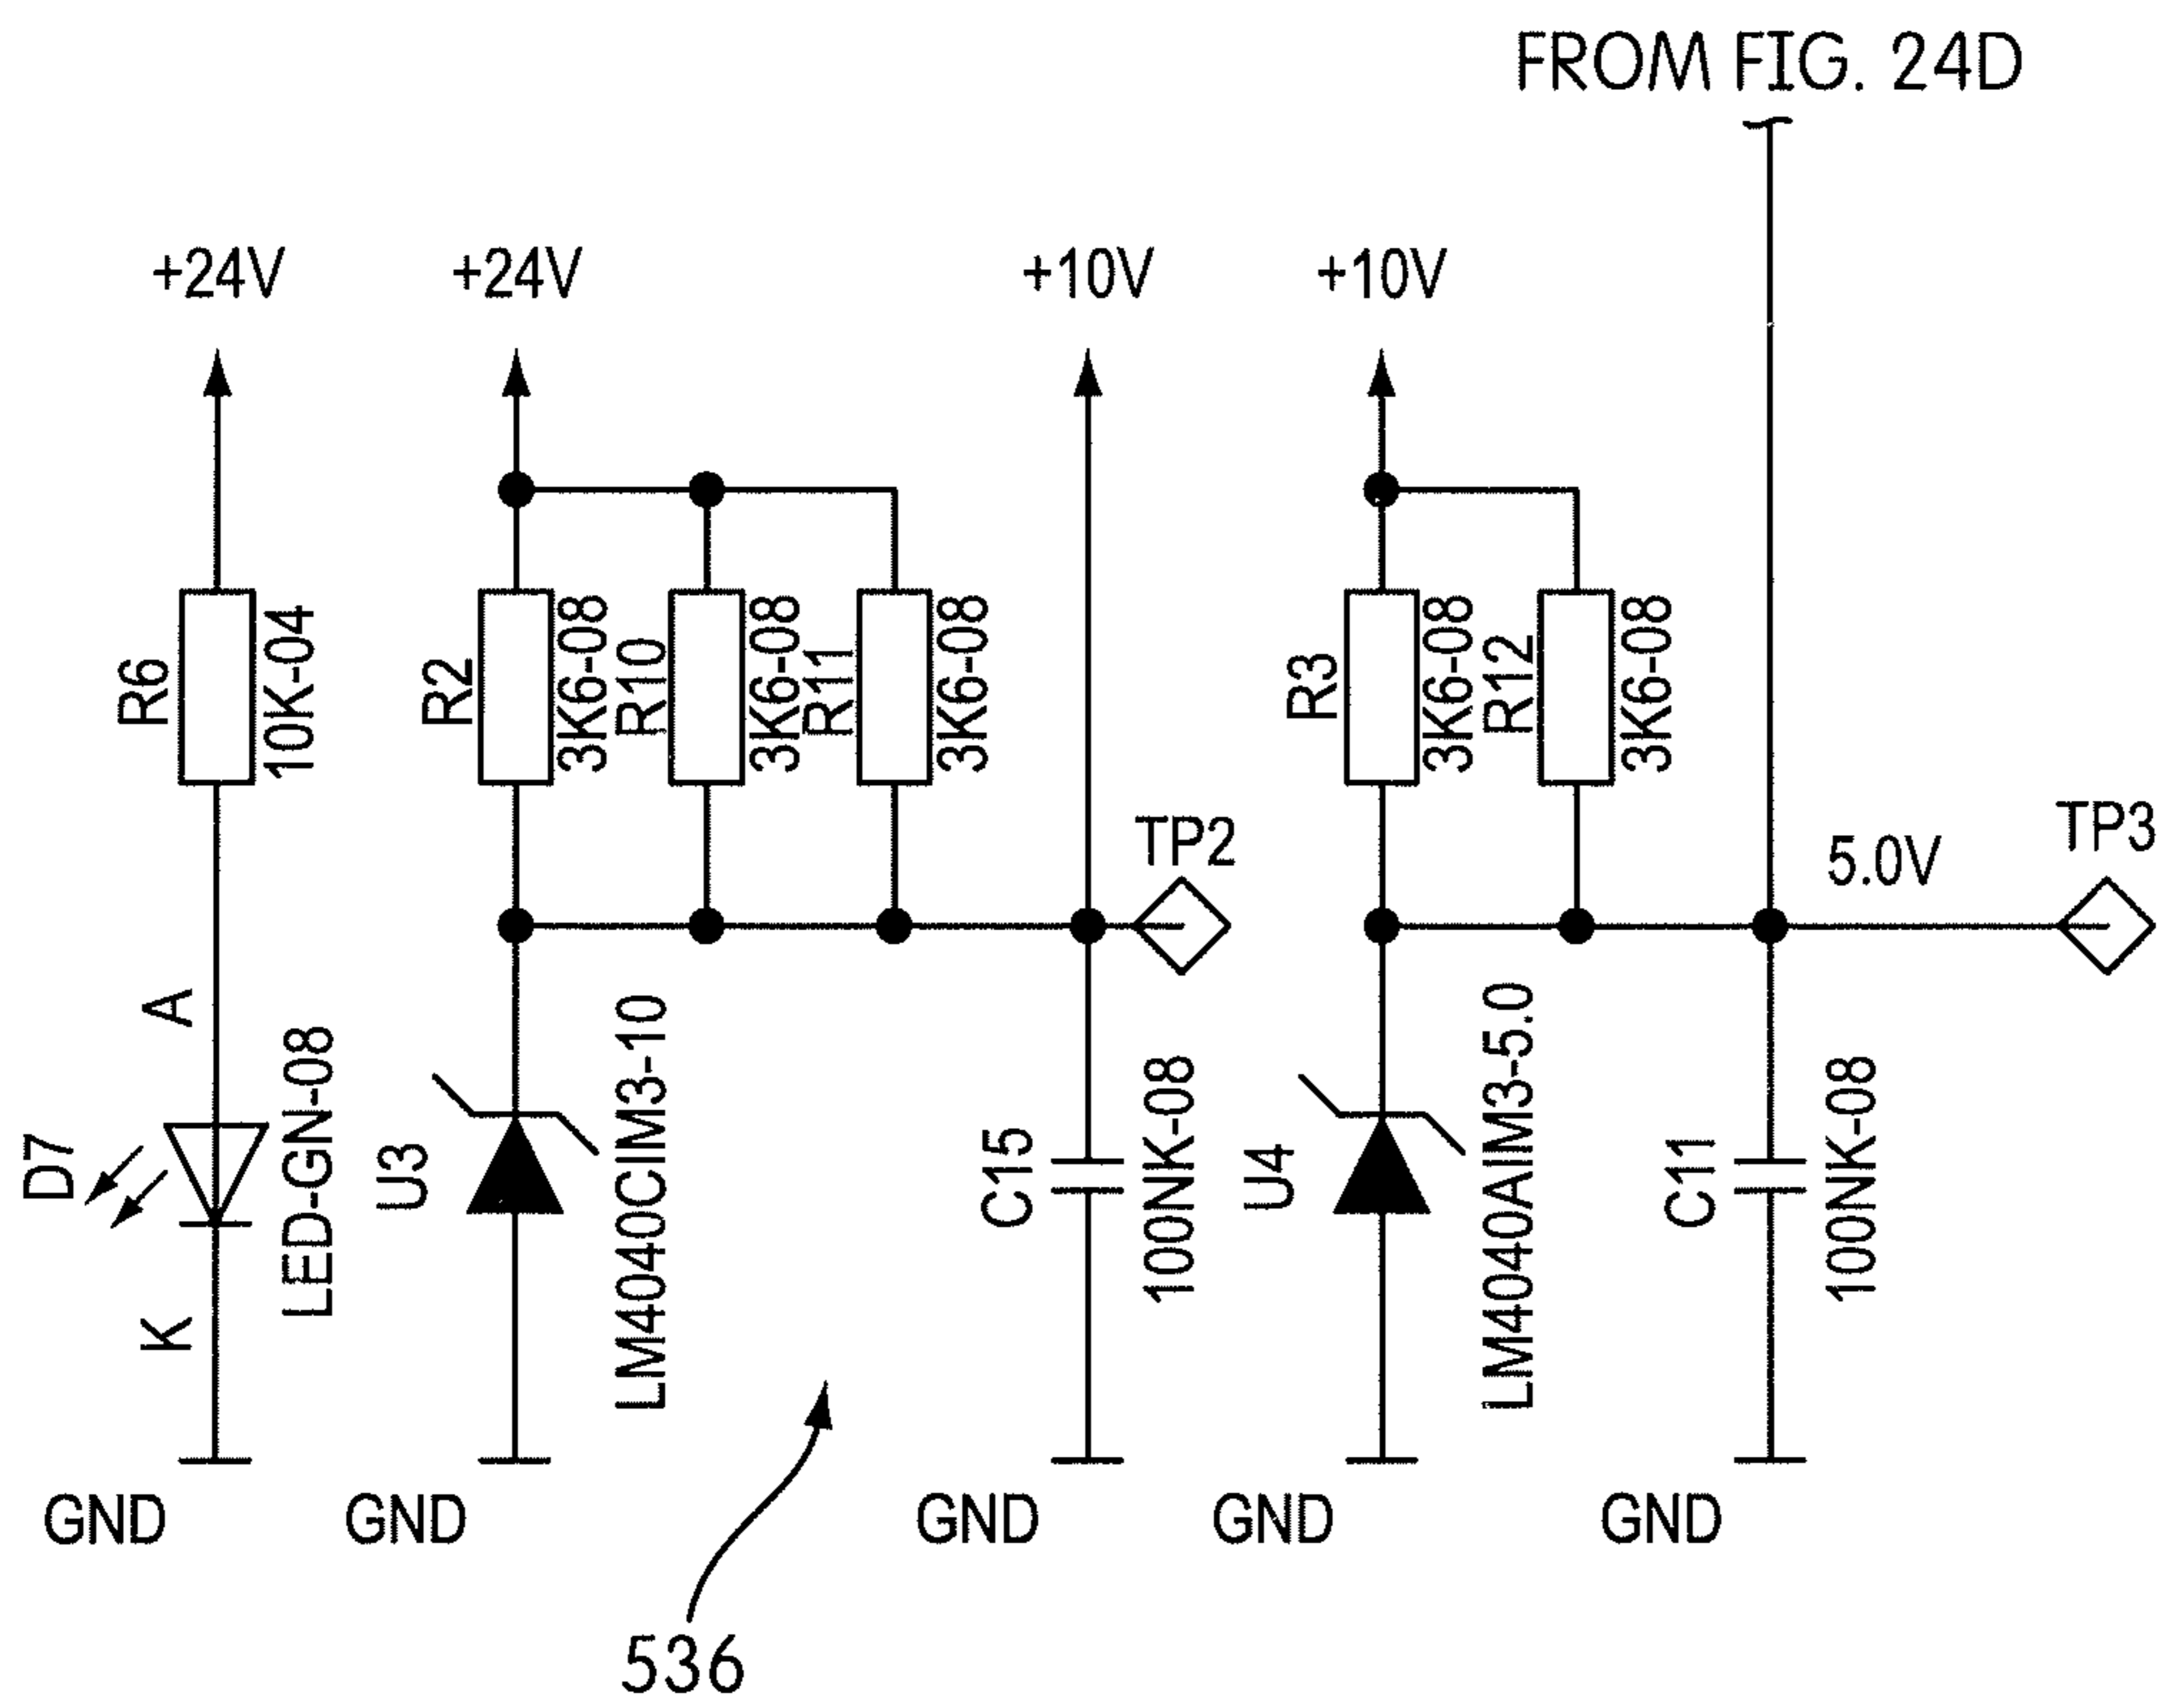 FROM FIG. 24D
+24V
+24V
+10V
+10V
R6
10K-04
R2
3K6-08
R10
3K6-08
R11
3K6-08
R3
3K6-08
R12
3K6-08
TP2
5.0V
TP3
A
K
D7
LED-GN-08
U3
LM4040CIM3-10
C15
100NK-08
U4
LM4040AIM3-5.0
C11
100NK-08
GND
GND
GND
GND
GND
536